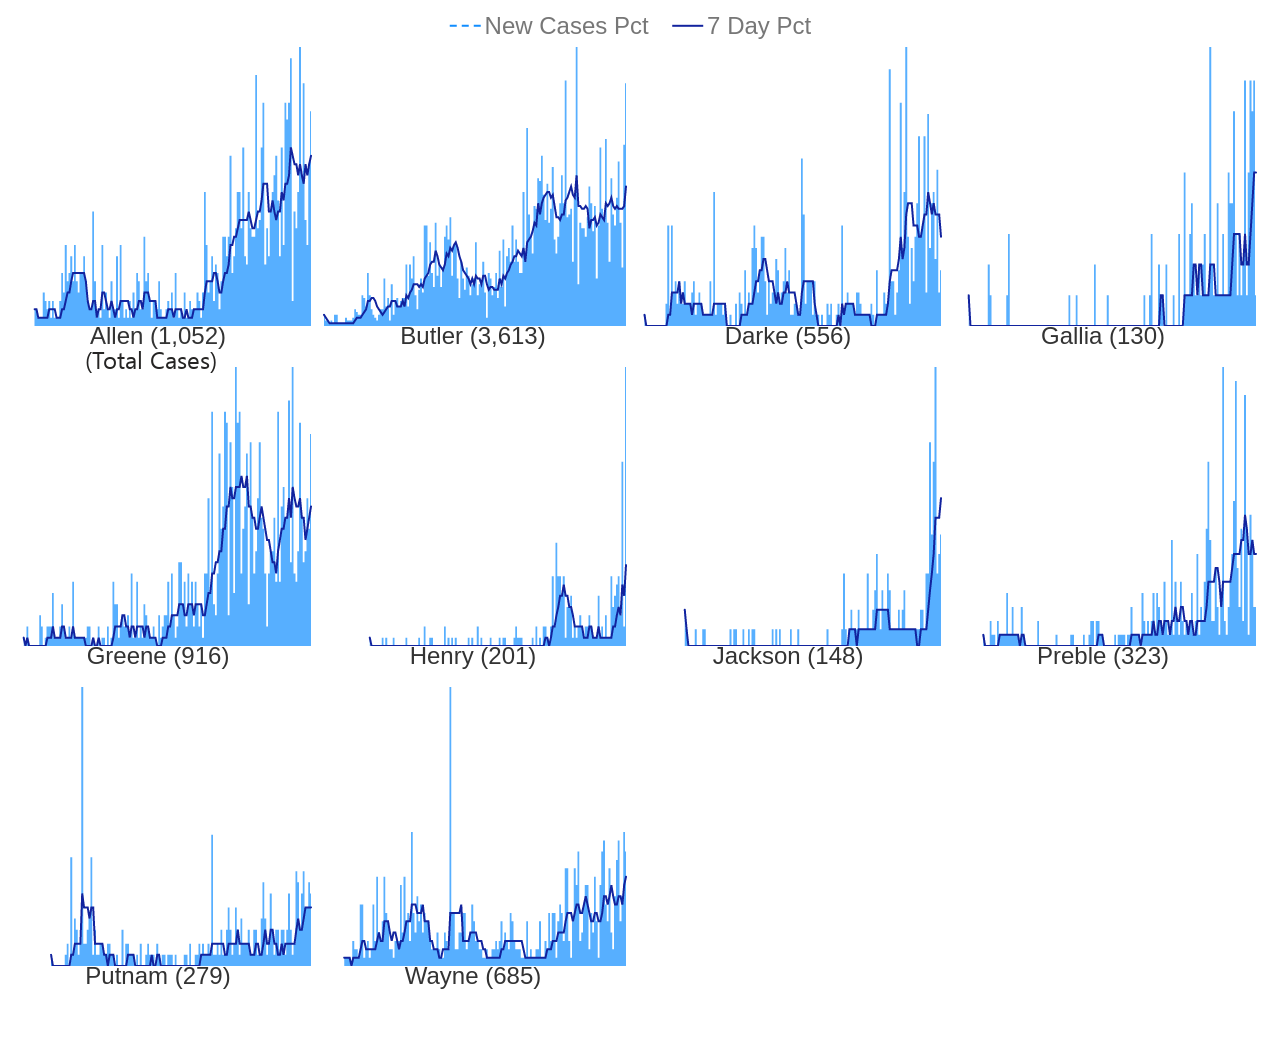 New Cases Pct 7 Day Pct
Allen (1,052) Butler (3,613) Darke (556) Gallia (130)
(Total Cases)
Greene (916) Henry (201) Jackson (148) Preble (323)
Putnam (279) Wayne (685)